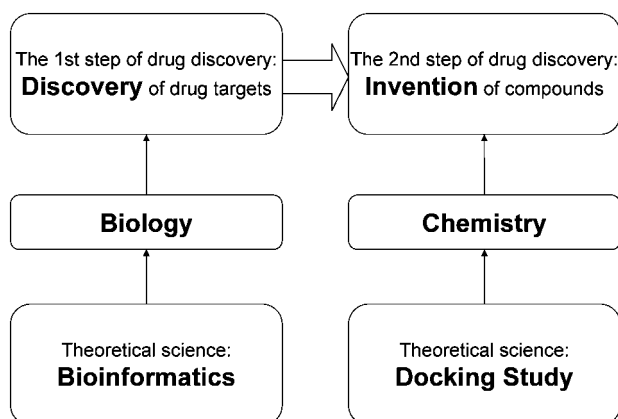 The 1st step of drug discovery:
Discovery of drug targets
The 2nd step of drug discovery:
Invention of compounds
Biology
Chemistry
Theoretical science:
Bioinformatics
Theoretical science:
Docking Study